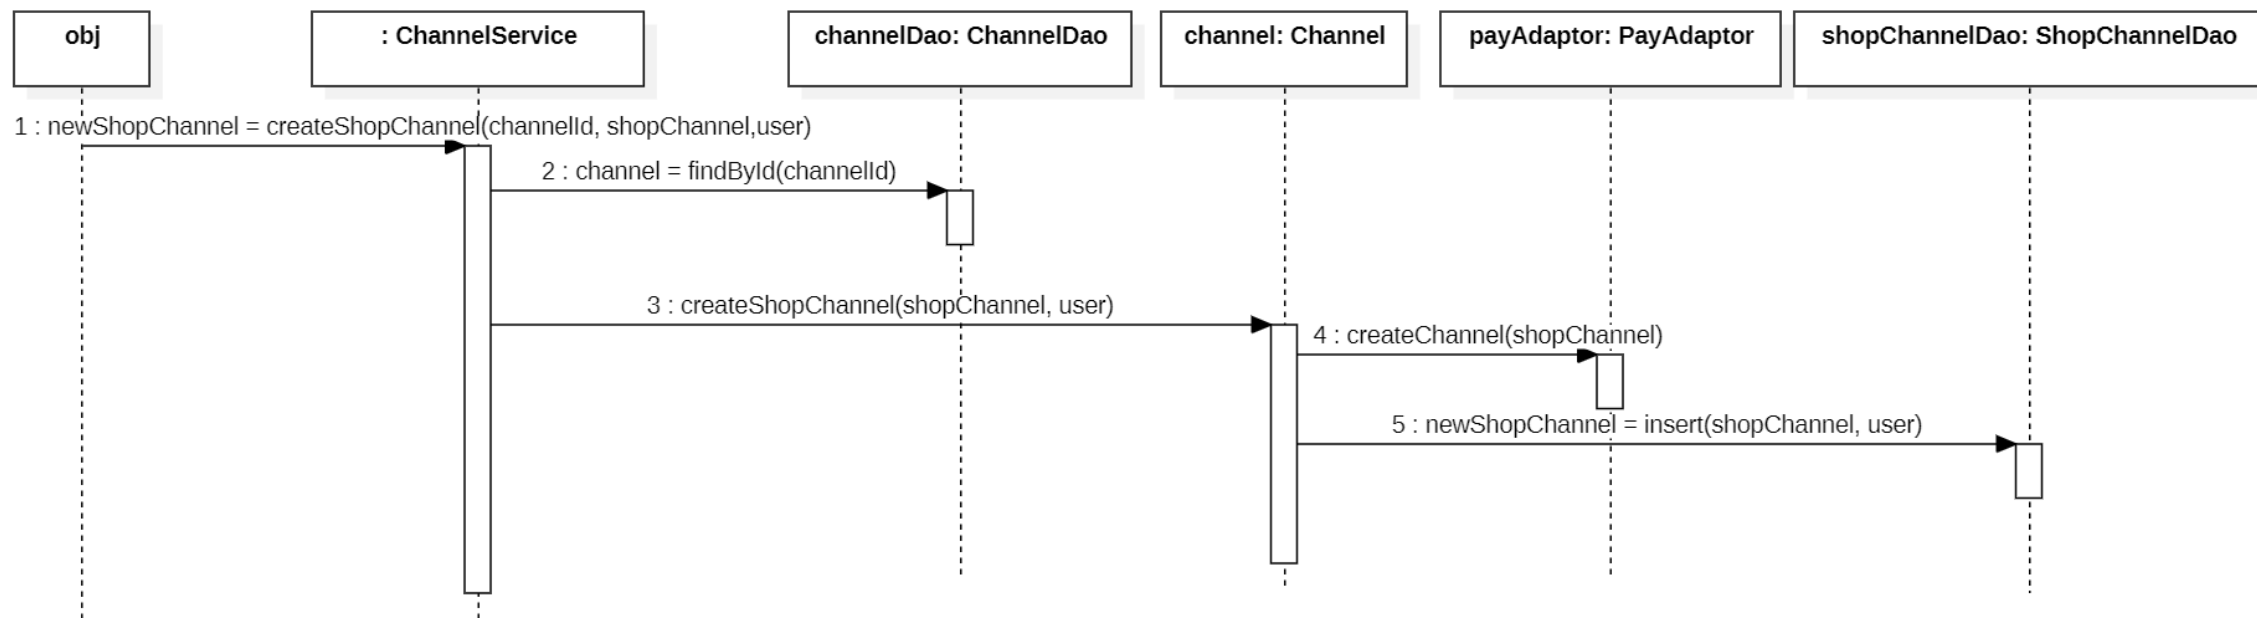 obj
: ChannelService
channelDao: ChannelDao
channel: Channel
payAdaptor: PayAdaptor
shopChannelDao: ShopChannelDao
1 : newShopChannel = createShopChannel(channelId, shopChannel,user)
2 : channel = findById(channelId)
3 : createShopChannel(shopChannel, user)
4 : createChannel(shopChannel)
5 : newShopChannel = insert(shopChannel, user)